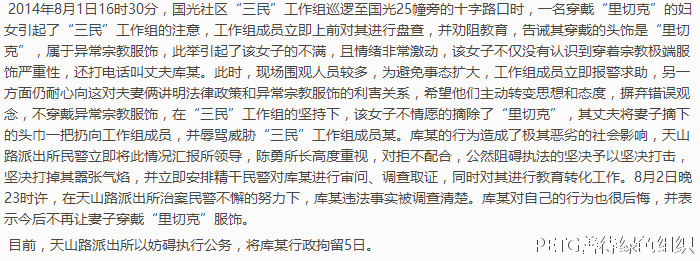 2014年8月1日16时30分，国光社区“三民”工作组巡逻至国光25幢旁的十字路口时，一名穿戴“里切克”的妇
女引起了“三民”工作组的注意，工作组成员立即上前对其进行盘查，并劝阻教育，告诫其穿戴的头饰是“里切
克”，属于异常宗教服饰，此举引起了该女子的不满，且情绪非常激动，该女子不仅没有认识到穿着宗教极端服
饰严重性，还打电话叫丈夫库某。此时，现场围观人员较多，为避免事态扩大，工作组成员立即报警求助，另一
方面仍耐心向这对夫妻俩讲明法律政策和异常宗教服饰的利害关系，希望他们主动转变思想和态度，摒弃错误观
念，不穿戴异常宗教服饰，在“三民”工作组的坚持下，该女子不情愿的摘除了“里切克”，其丈夫将妻子摘下
的头巾一把扔向工作组成员，并辱骂威胁“三民”工作组成员某。库某的行为造成了极其恶劣的社会影响，天山
路派出所民警立即将此情况汇报所领导，陈勇所长高度重视，对拒不配合，公然阻碍执法的坚决予以坚决打击，
坚决打掉其嚣张气焰，并立即安排精干民警对库某进行审问、调查取证，同时对其进行教育转化工作。8月2日晚
23时许，在天山路派出所治案民警不懈的努力下，库某违法事实被调查清楚。库某对自己的行为也很后悔，并表
示今后不再让妻子穿戴“里切克”服饰。
目前，天山路派出所以妨碍执行公务，将库某行政拘留5日。